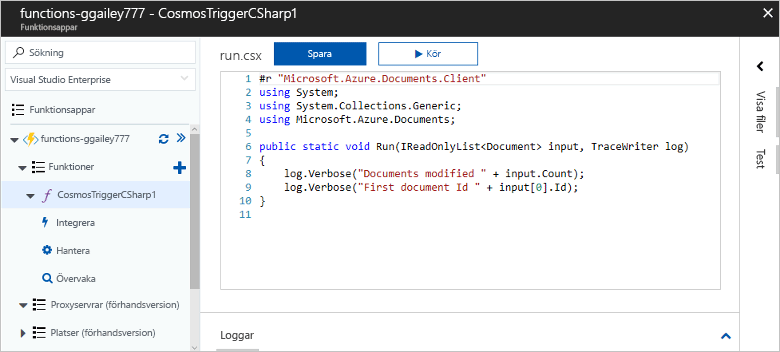 functions-ggailey777 - CosmosTriggerCSharp1
Funktionsappar
Sökning
Visual Studio Enterprise
Funktionsappar
functions-ggailey777
Funktioner
CosmosTriggerCSharp1
Integrera
Hantera
Övervaka
Proxyservrar (förhandsversion)
Platser (förhandsversion)
run.csx
Spara
Kör
1 #r "Microsoft.Azure.Documents.Client"
2 using System;
3 using System.Collections.Generic;
4 using Microsoft.Azure.Documents;
5
6 public static void Run(IReadOnlyList<Document> input, TraceWriter log)
7 {
8 log.Verbose("Documents modified " + input.Count);
9 log.Verbose("First document Id " + input[0].Id);
10 }
11
Loggar
Visa filer
Test